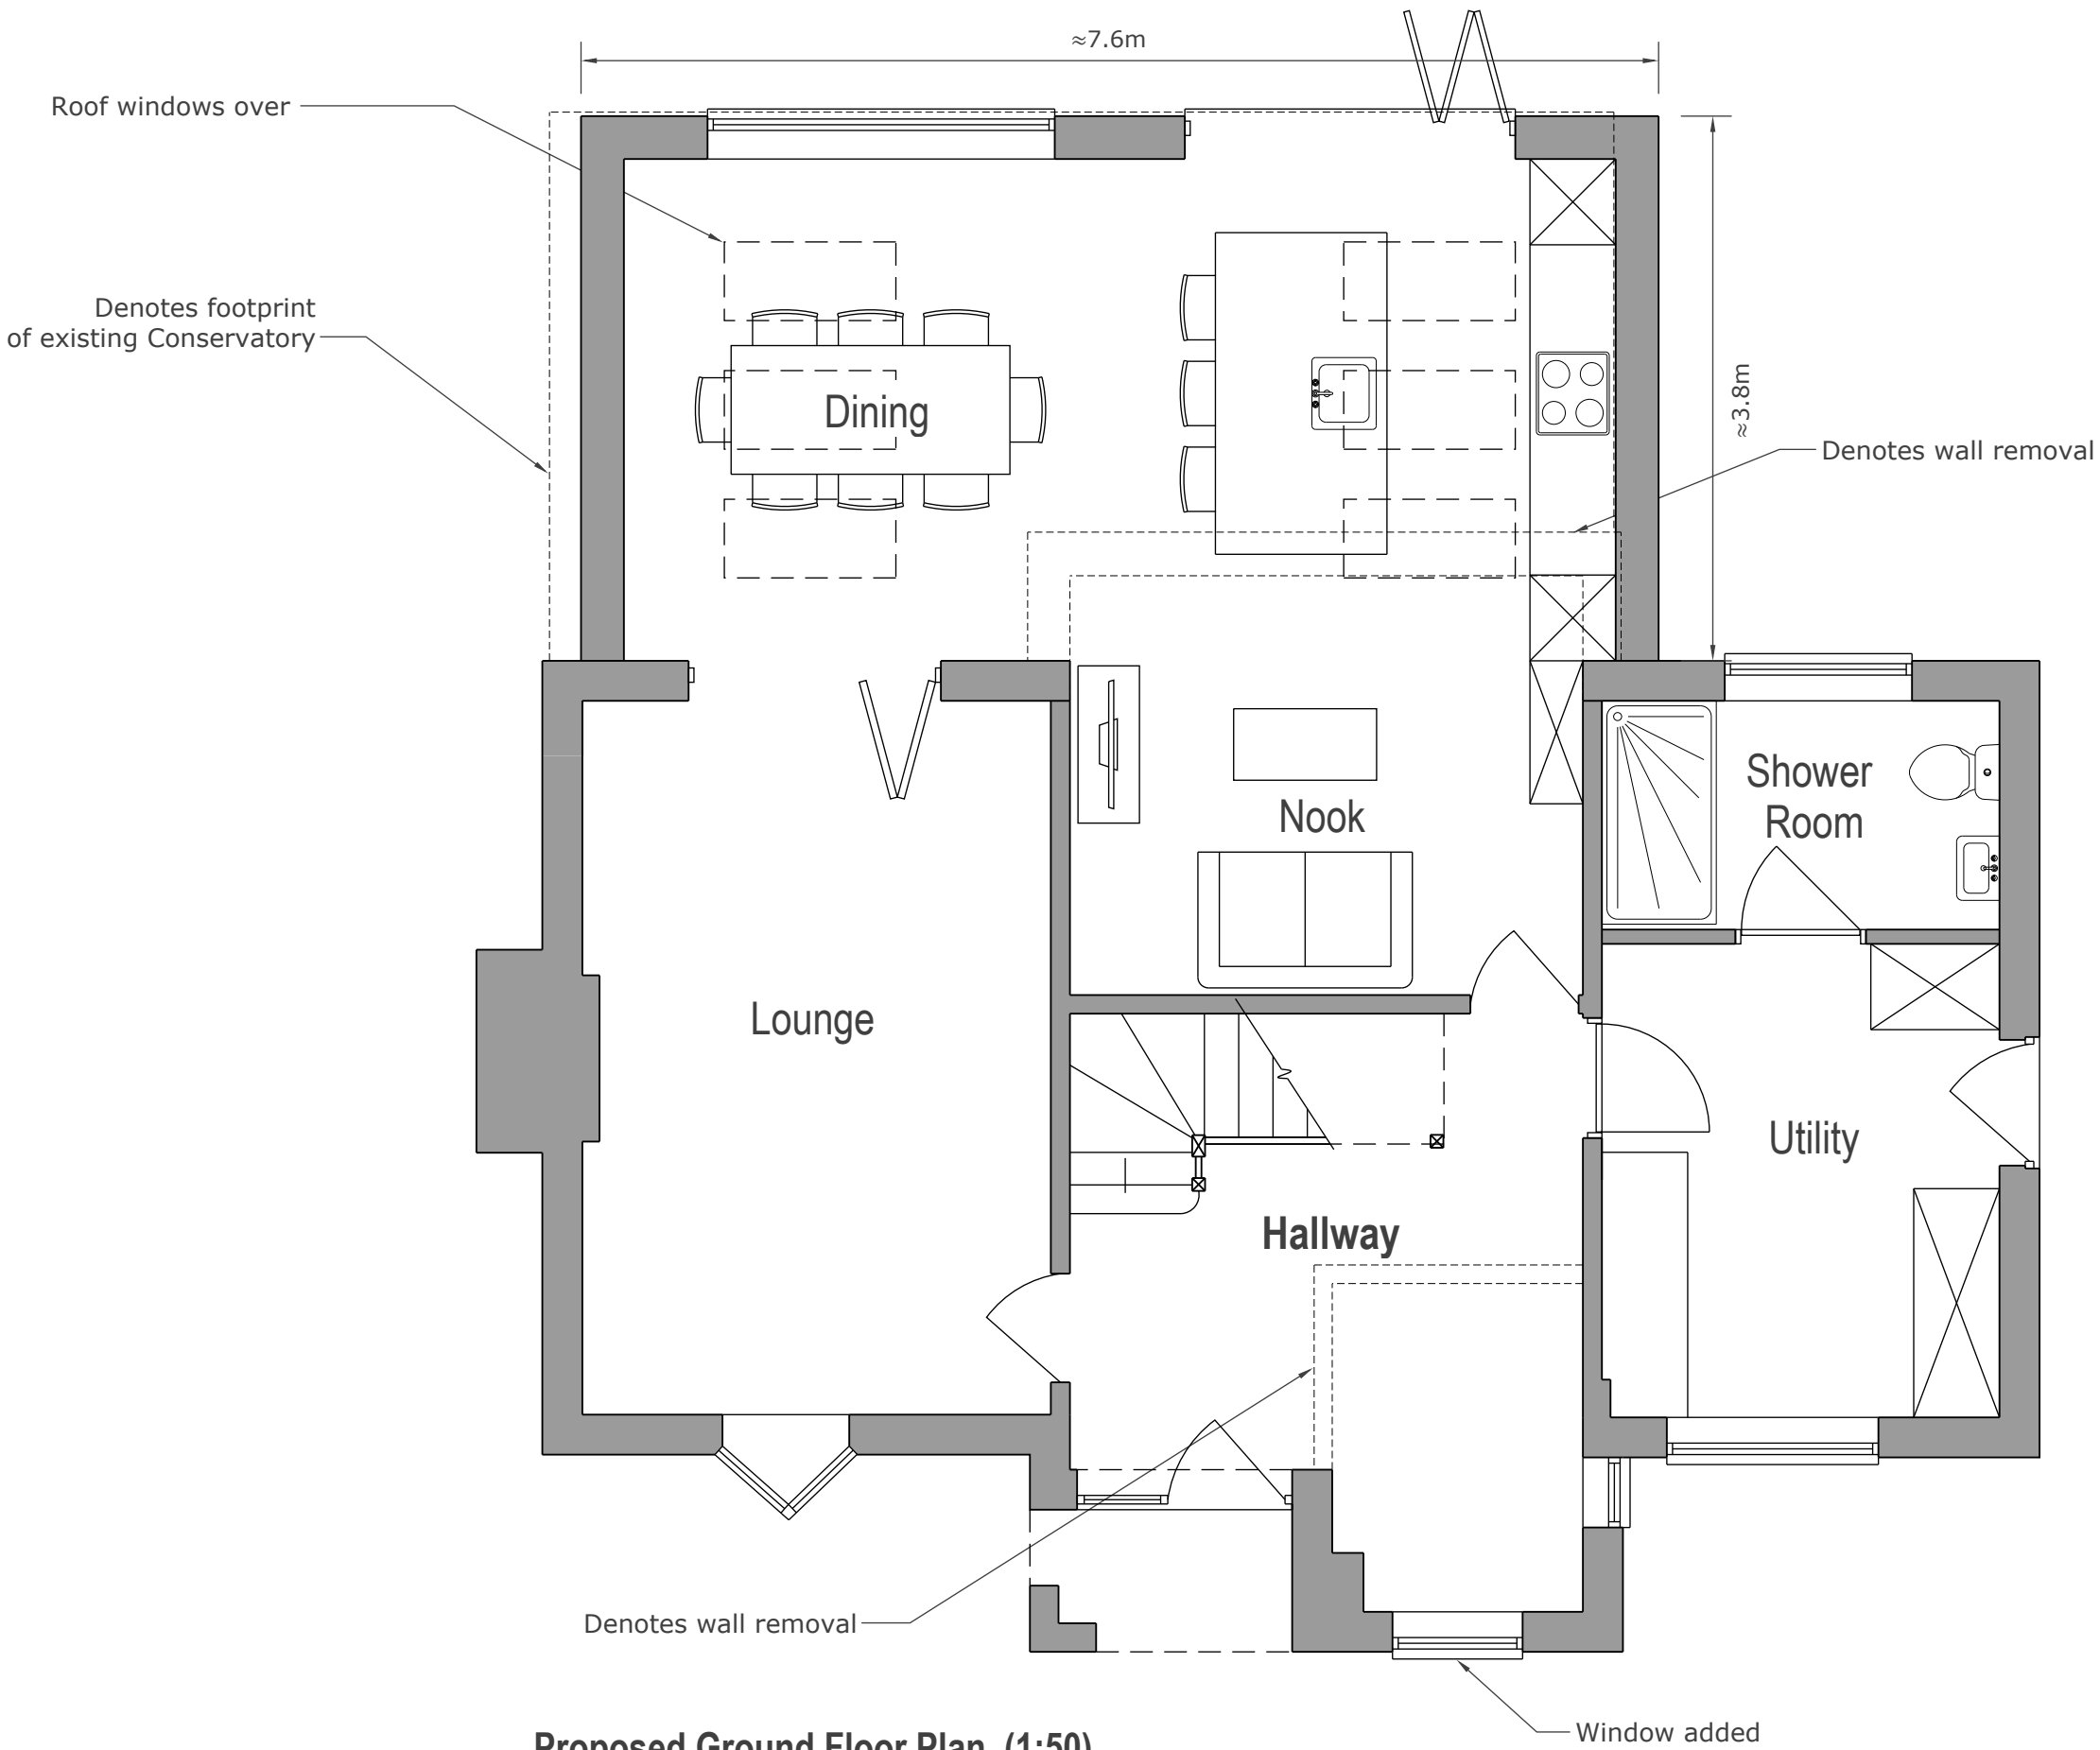 ≈7.6m
Roof windows over
Denotes footprint
of existing Conservatory
Dining
≈3.8m
Denotes wall removal
Shower
Room
Nook
Lounge
Utility
Hallway
Denotes wall removal
Window added
Proposed Ground Floor Plan (1:50)